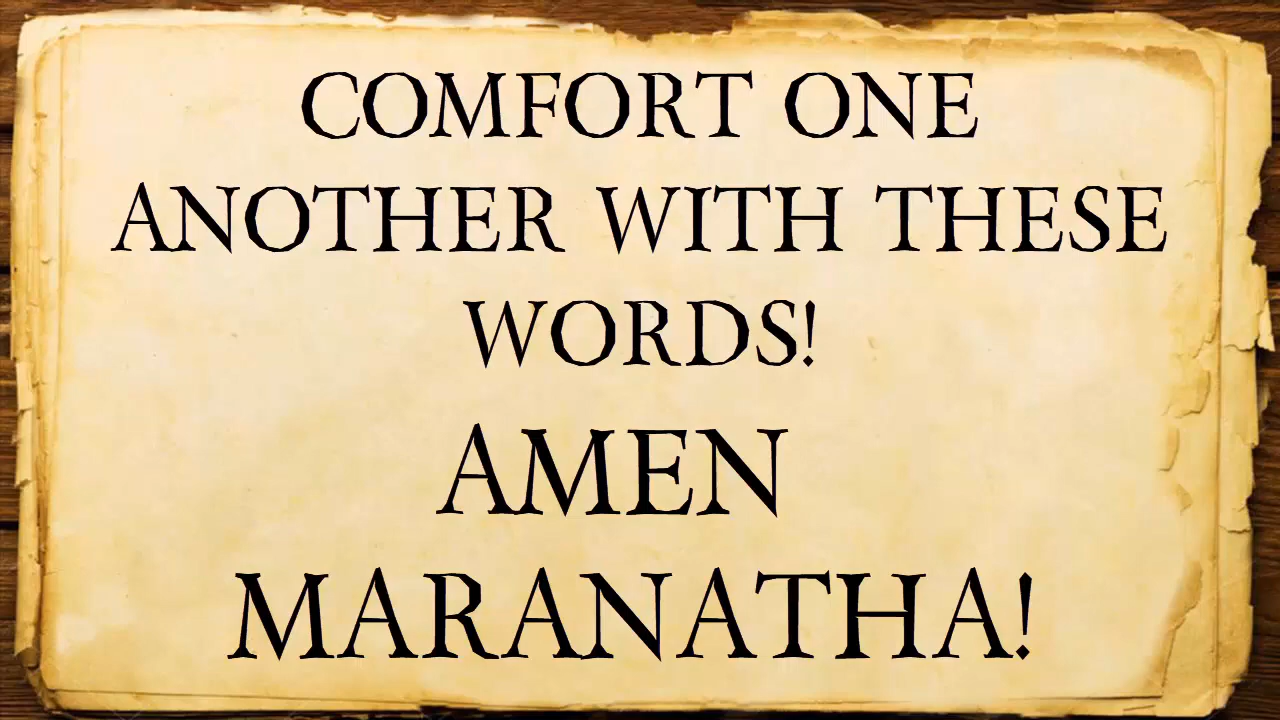 COMFORT ONE
ANOTHER WITH THESE
WORDS!
AMEN
MARANATHA!